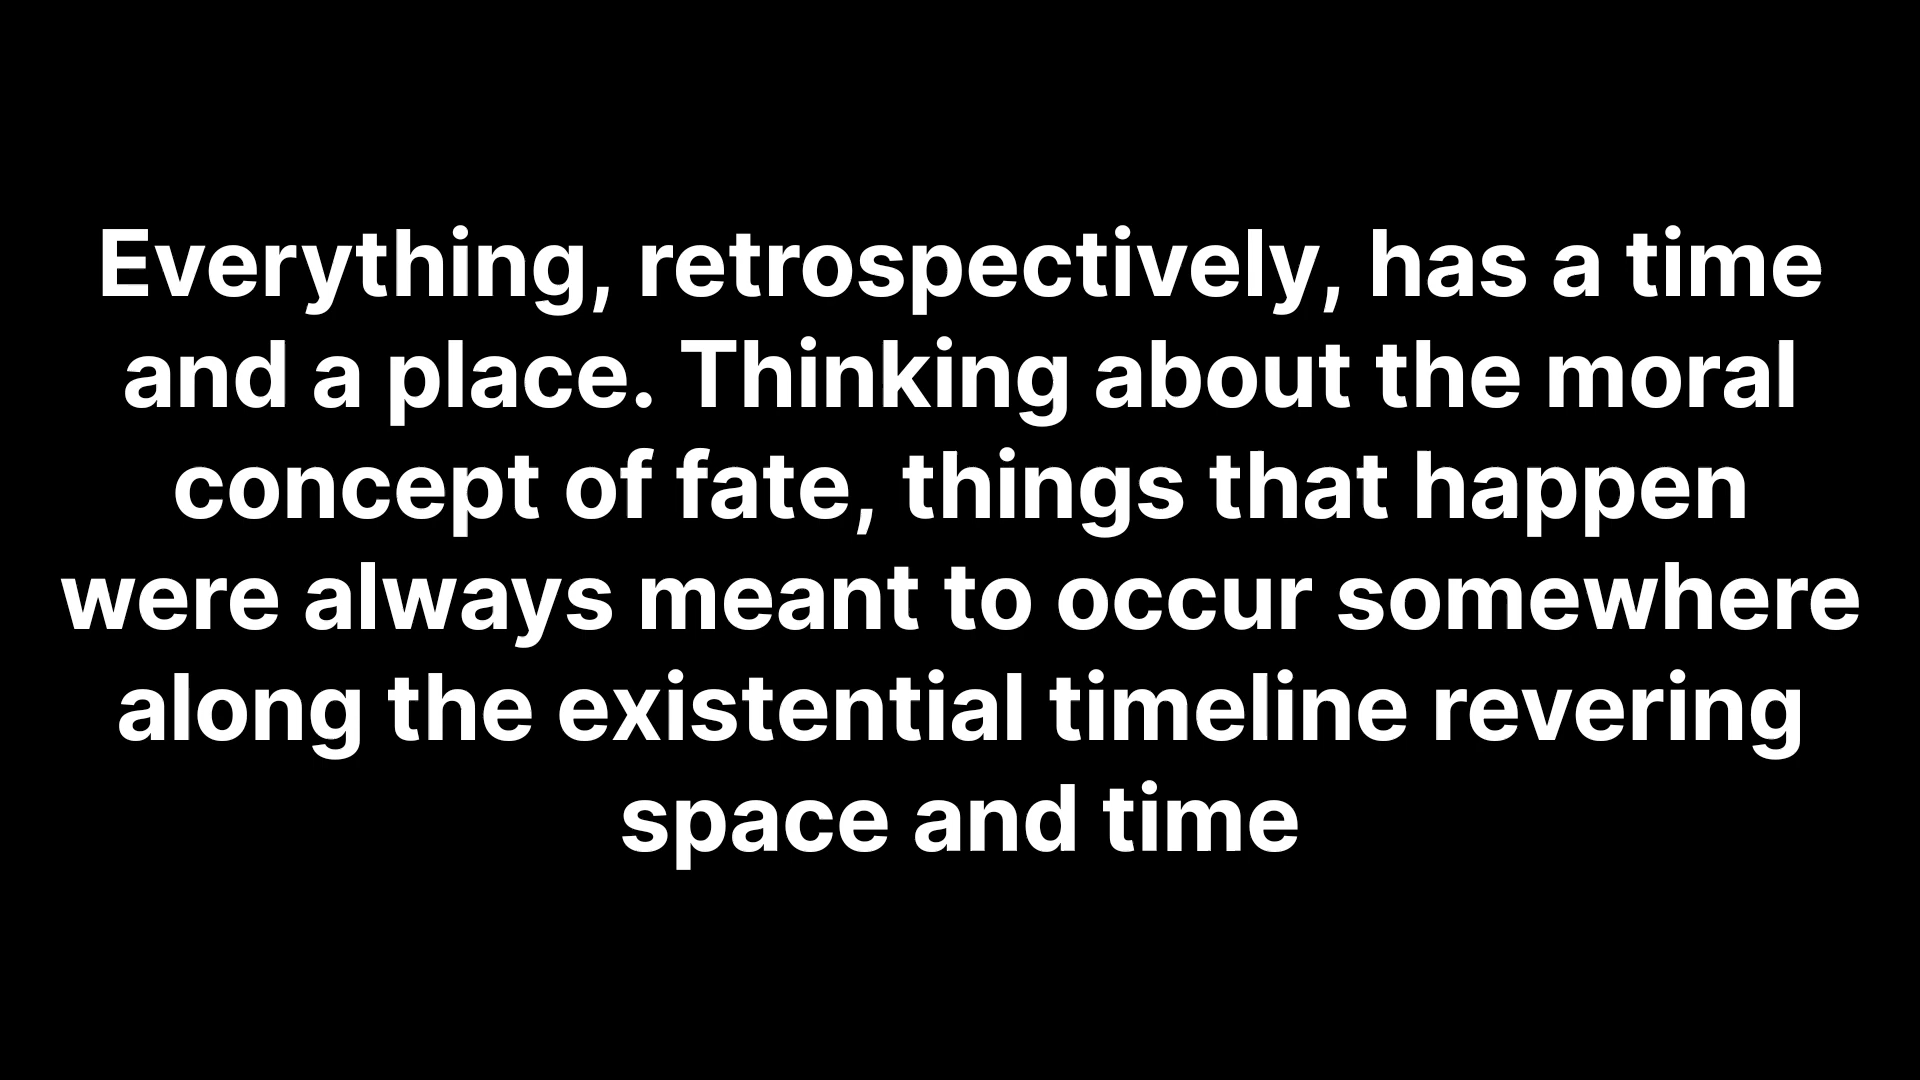 Everything, retrospectively, has a time
and a place. Thinking about the moral
concept of fate, things that happen
were always meant to occur somewhere
along the existential timeline revering
space and time